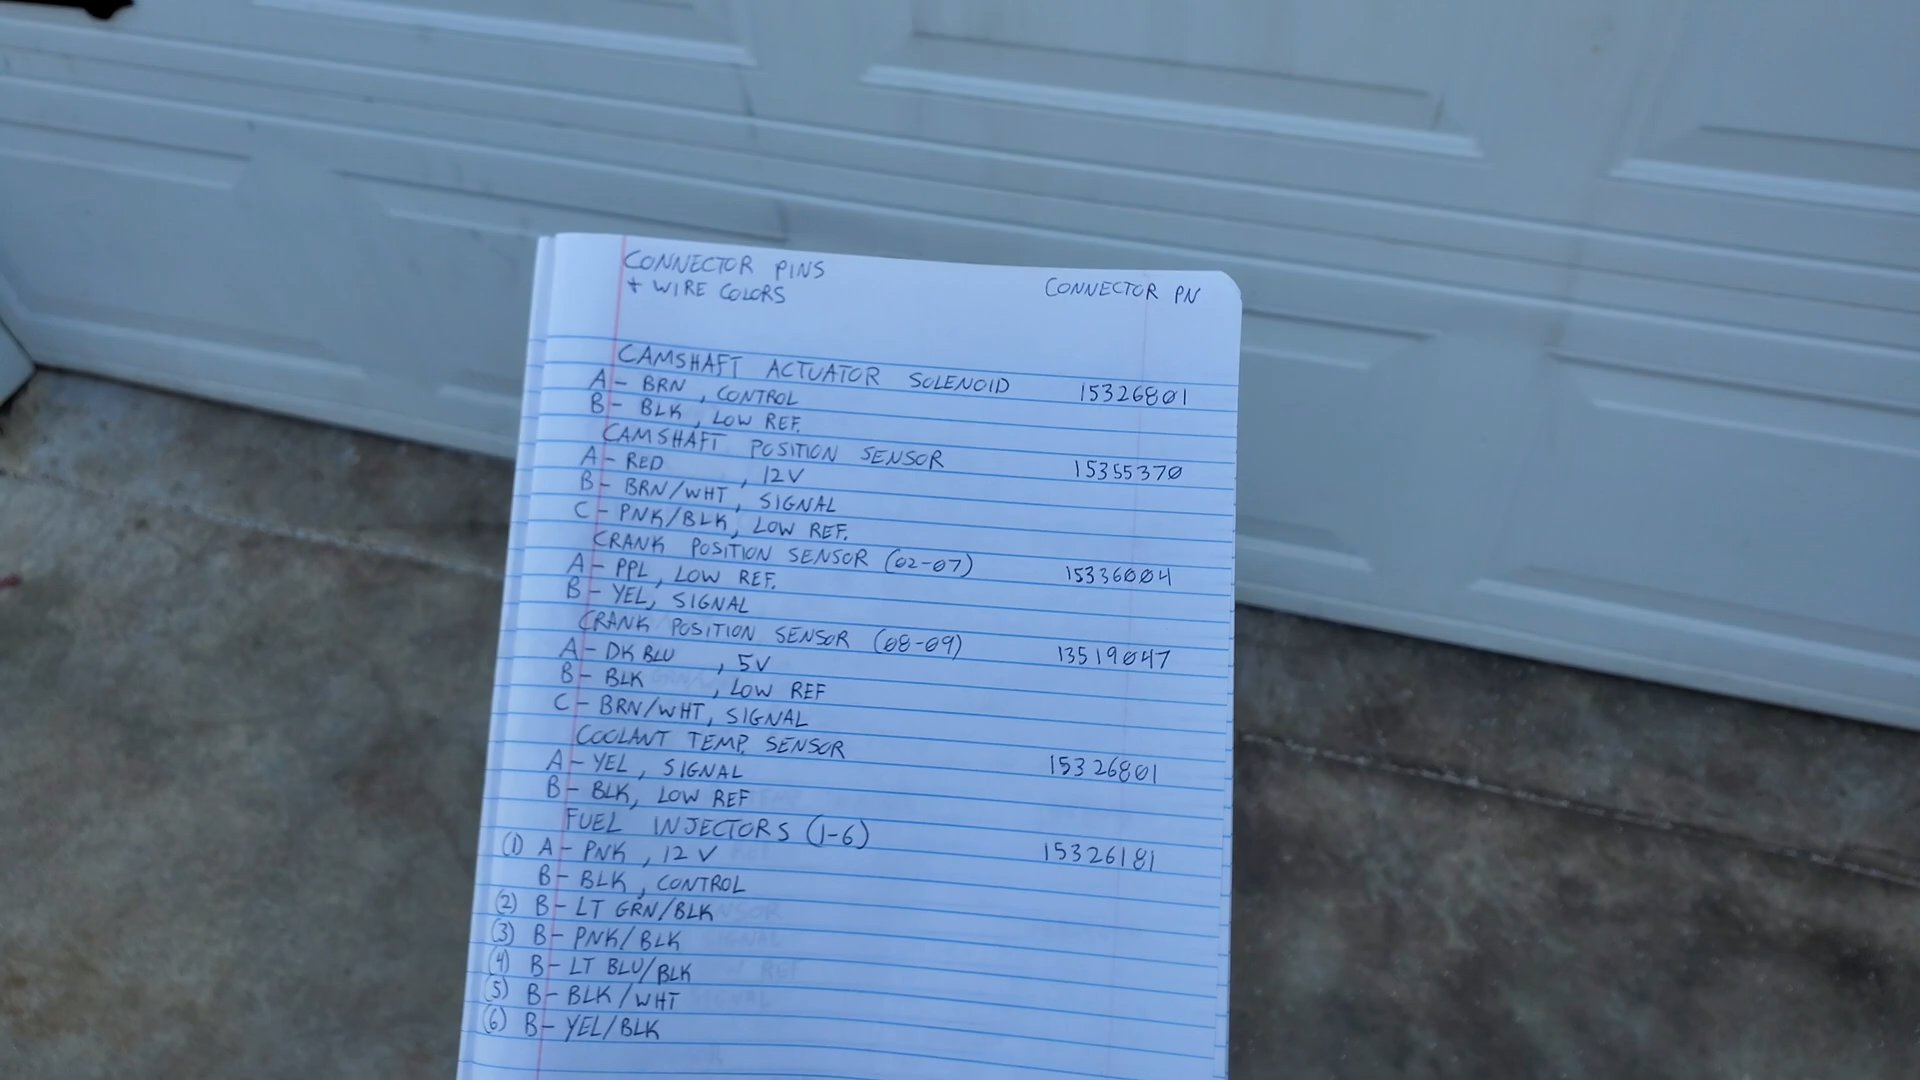 CONNECTOR PINS
+ WIRE COLORS
CONNECTOR PN
CAMSHAFT ACTUATOR SOLENOID 15326801
A - BRN , CONTROL
B - BLK , LOW REF.
CAMSHAFT POSITION SENSOR 15355370
A - RED , 12V
B - BRN/WHT , SIGNAL
C - PNK/BLK, LOW REF.
CRANK POSITION SENSOR (02-07) 15336004
A - PPL, LOW REF.
B - YEL, SIGNAL
CRANK POSITION SENSOR (08-09) 13519047
A - DK BLU , 5V
B - BLK , LOW REF
C - BRN/WHT, SIGNAL
COOLANT TEMP. SENSOR 15326801
A - YEL , SIGNAL
B - BLK, LOW REF
FUEL INJECTORS (1-6) 15326181
(1) A - PNK , 12V
B - BLK , CONTROL
(2) B - LT GRN/BLK
(3) B - PNK/BLK
(4) B - LT BLU/BLK
(5) B - BLK/WHT
(6) B - YEL/BLK